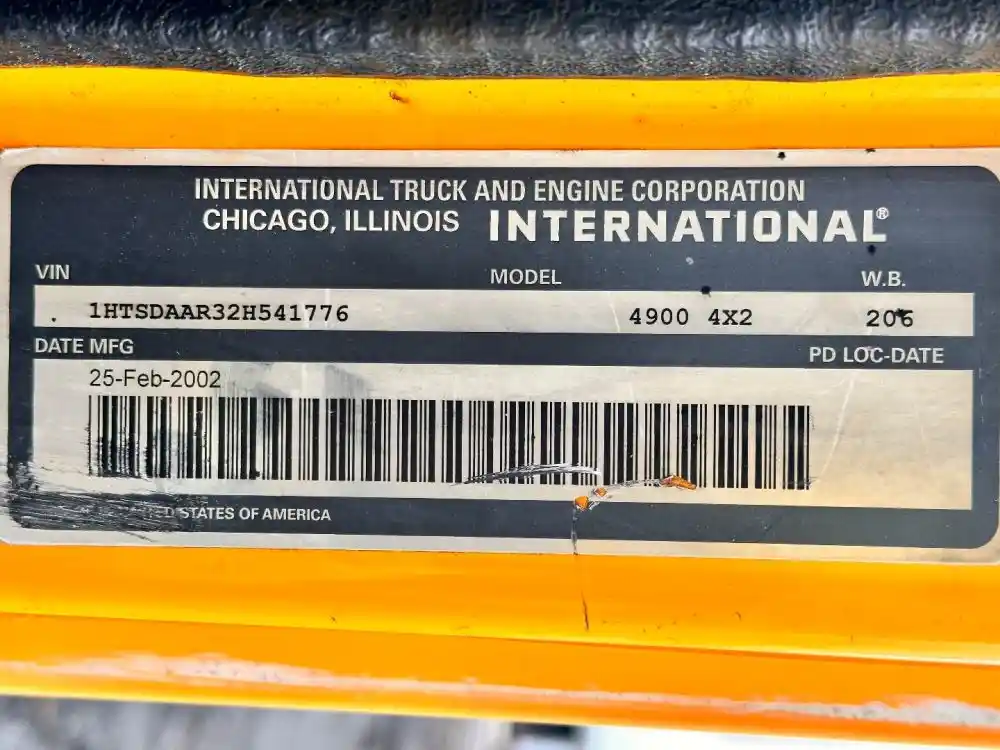 INTERNATIONAL TRUCK AND ENGINE CORPORATION
CHICAGO, ILLINOIS INTERNATIONAL®
VIN MODEL W.B.
1HTSDAAR32H541776 4900 4X2 206
DATE MFG PD LOC-DATE
25-Feb-2002
STATES OF AMERICA